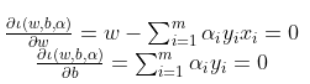 ∂ι(w,b,α)/∂w = w − ∑_{i=1}^{m} α_i y_i x_i = 0
∂ι(w,b,α)/∂b = ∑_{i=1}^{m} α_i y_i = 0